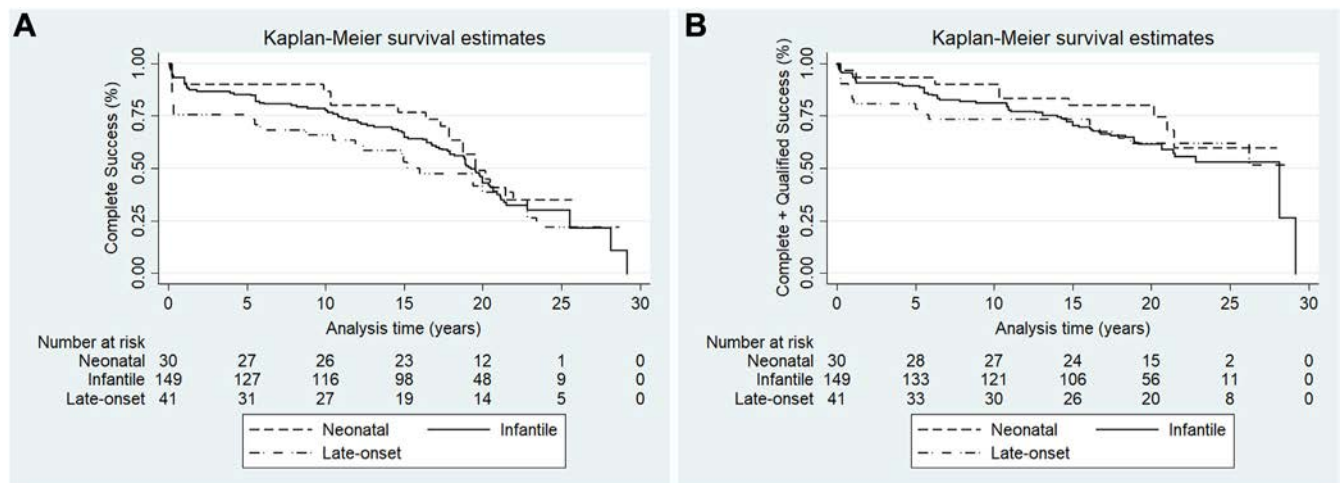 A
Kaplan-Meier survival estimates
Complete Success (%)
1.00
0.75
0.50
0.25
0.00
0 5 10 15 20 25 30
Analysis time (years)
Number at risk
Neonatal 30 27 26 23 12 1 0
Infantile 149 127 116 98 48 9 0
Late-onset 41 31 27 19 14 5 0
Neonatal Infantile
Late-onset
B
Kaplan-Meier survival estimates
Complete + Qualified Success (%)
1.00
0.75
0.50
0.25
0.00
0 5 10 15 20 25 30
Analysis time (years)
Number at risk
Neonatal 30 28 27 24 15 2 0
Infantile 149 133 121 106 56 11 0
Late-onset 41 33 30 26 20 8 0
Neonatal Infantile
Late-onset